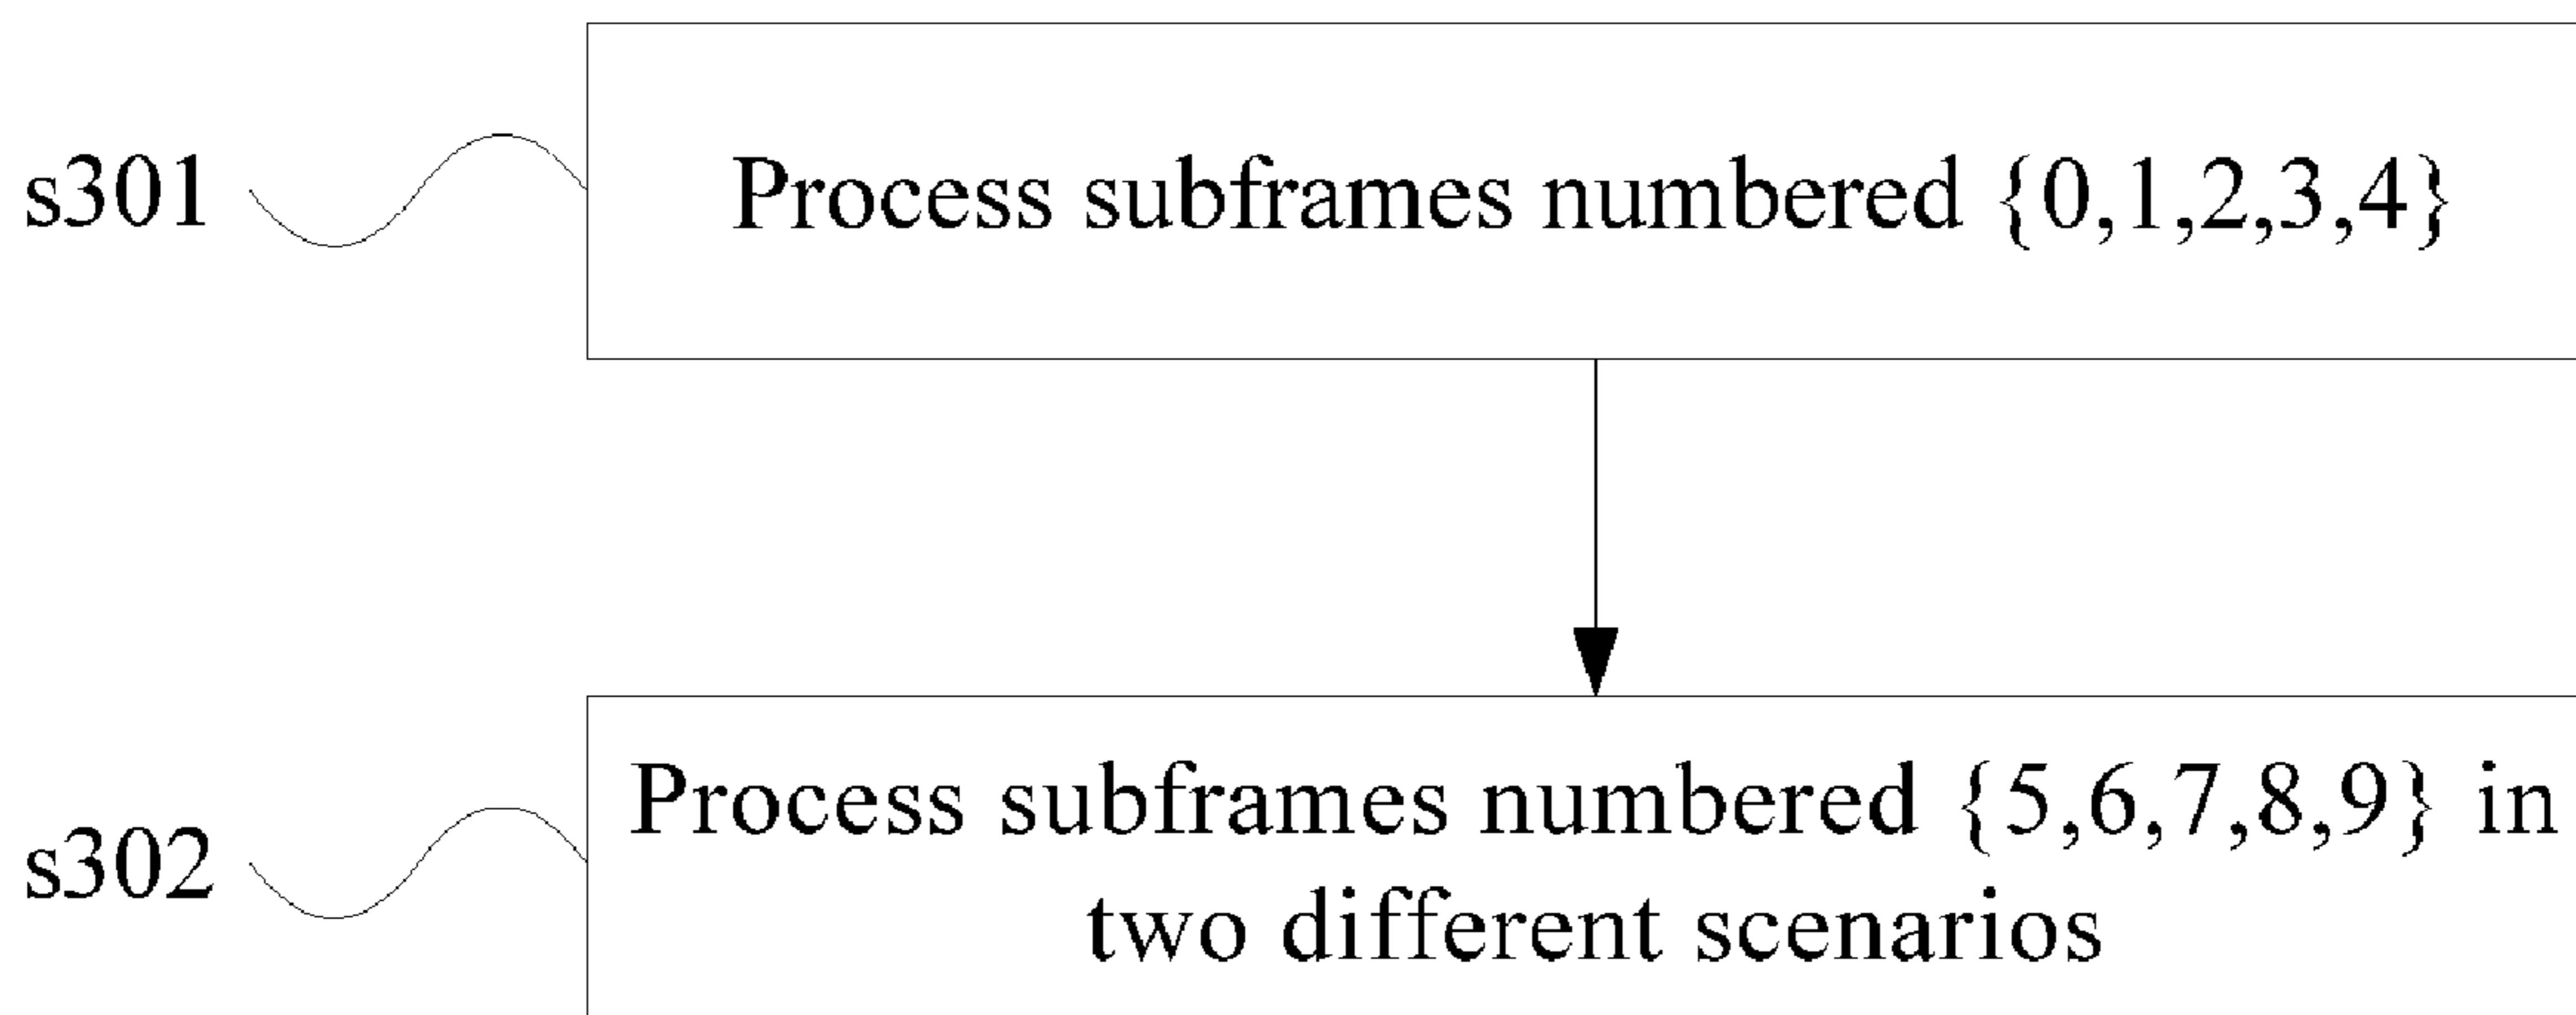 s301
Process subframes numbered {0,1,2,3,4}
s302
Process subframes numbered {5,6,7,8,9} in
two different scenarios